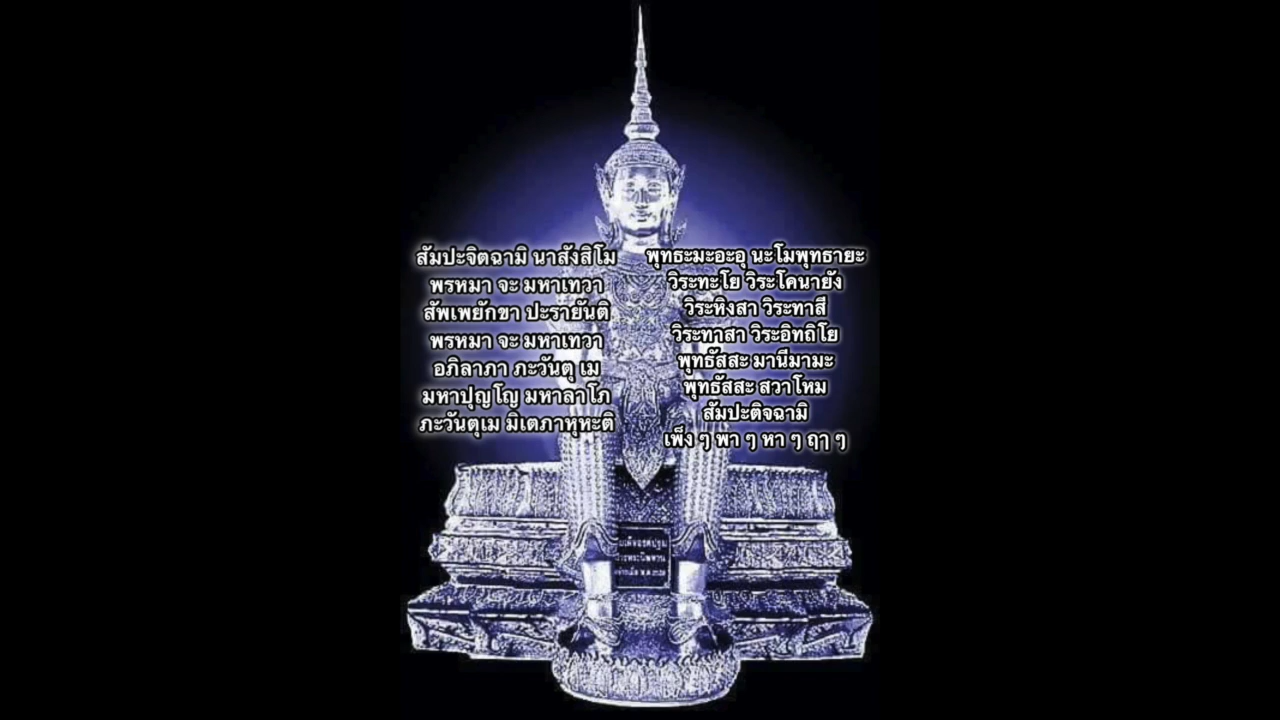 สัมปะจิตฉามิ นาสังสิโม
พรหมา จะ มหาเทวา
สัพเพยักขา ปะรายันติ
พรหมา จะ มหาเทวา
อภิลาภา ภะวันตุ เม
มหาปุญโญ มหาลาโภ
ภะวันตุเม มิเตภาหุหะติ
พุทธะมะอะอุ นะโมพุทธายะ
วิระทะโย วิระโคนายัง
วิระหิงสา วิระทาสี
วิระทาสา วิระอิทถิโย
พุทธัสสะ มานีมามะ
พุทธัสสะ สวาโหม
สัมปะติจฉามิ
เพ็ง ๆ พา ๆ หา ๆ ฤา ๆ